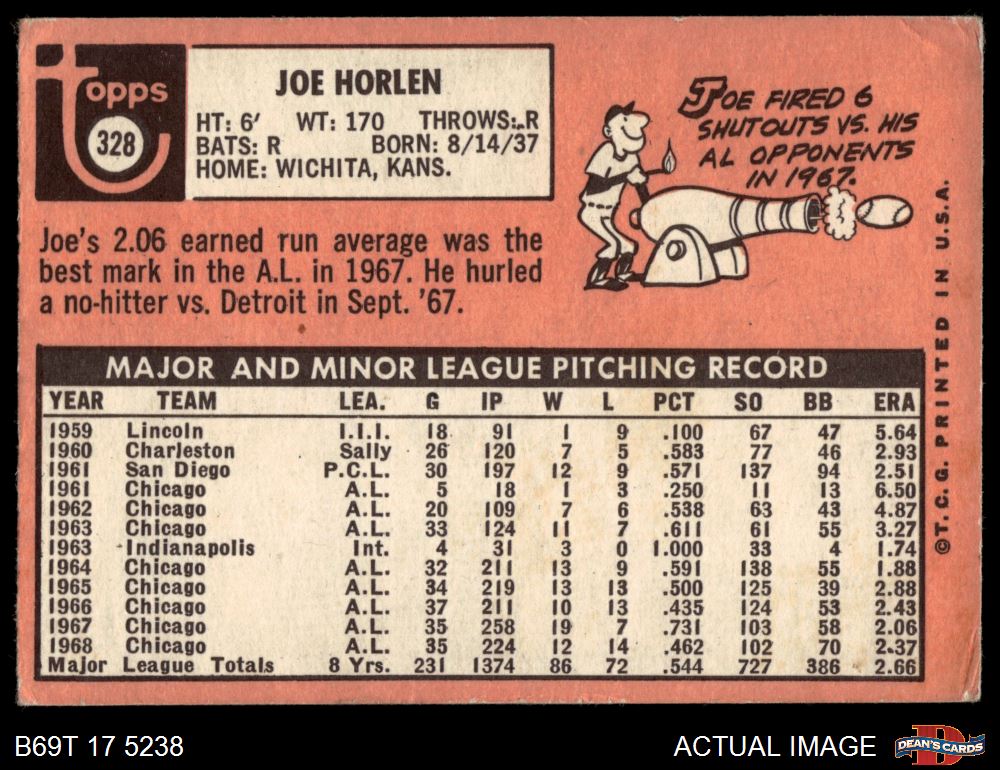 topps
328
JOE HORLEN
HT: 6' WT: 170 THROWS: R
BATS: R BORN: 8/14/37
HOME: WICHITA, KANS.
JOE FIRED 6
SHUTOUTS VS. HIS
AL OPPONENTS
IN 1967.
Joe's 2.06 earned run average was the
best mark in the A.L. in 1967. He hurled
a no-hitter vs. Detroit in Sept. '67.
MAJOR AND MINOR LEAGUE PITCHING RECORD
YEAR TEAM LEA. G IP W L PCT SO BB ERA
1959 Lincoln I.I.I. 18 91 1 9 .100 67 47 5.64
1960 Charleston Sally 26 120 7 5 .583 77 46 2.93
1961 San Diego P.C.L. 30 197 12 9 .571 137 94 2.51
1961 Chicago A.L. 5 18 1 3 .250 11 13 6.50
1962 Chicago A.L. 20 109 7 6 .538 63 43 4.87
1963 Chicago A.L. 33 124 11 7 .611 61 55 3.27
1963 Indianapolis Int. 4 31 3 0 1.000 33 4 1.74
1964 Chicago A.L. 32 211 13 9 .591 138 55 1.88
1965 Chicago A.L. 34 219 13 13 .500 125 39 2.88
1966 Chicago A.L. 37 211 10 13 .435 124 53 2.43
1967 Chicago A.L. 35 258 19 7 .731 103 58 2.06
1968 Chicago A.L. 35 224 12 14 .462 102 70 2.37
Major League Totals 8 Yrs. 231 1374 86 72 .544 727 386 2.66
©T.C.G. PRINTED IN U.S.A.
B69T 17 5238
ACTUAL IMAGE
D
DEAN'S CARDS